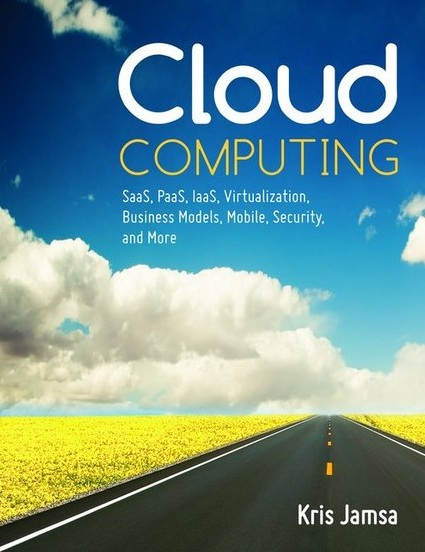 Cloud
COMPUTING
SaaS, PaaS, IaaS, Virtualization,
Business Models, Mobile, Security,
and More
Kris Jamsa